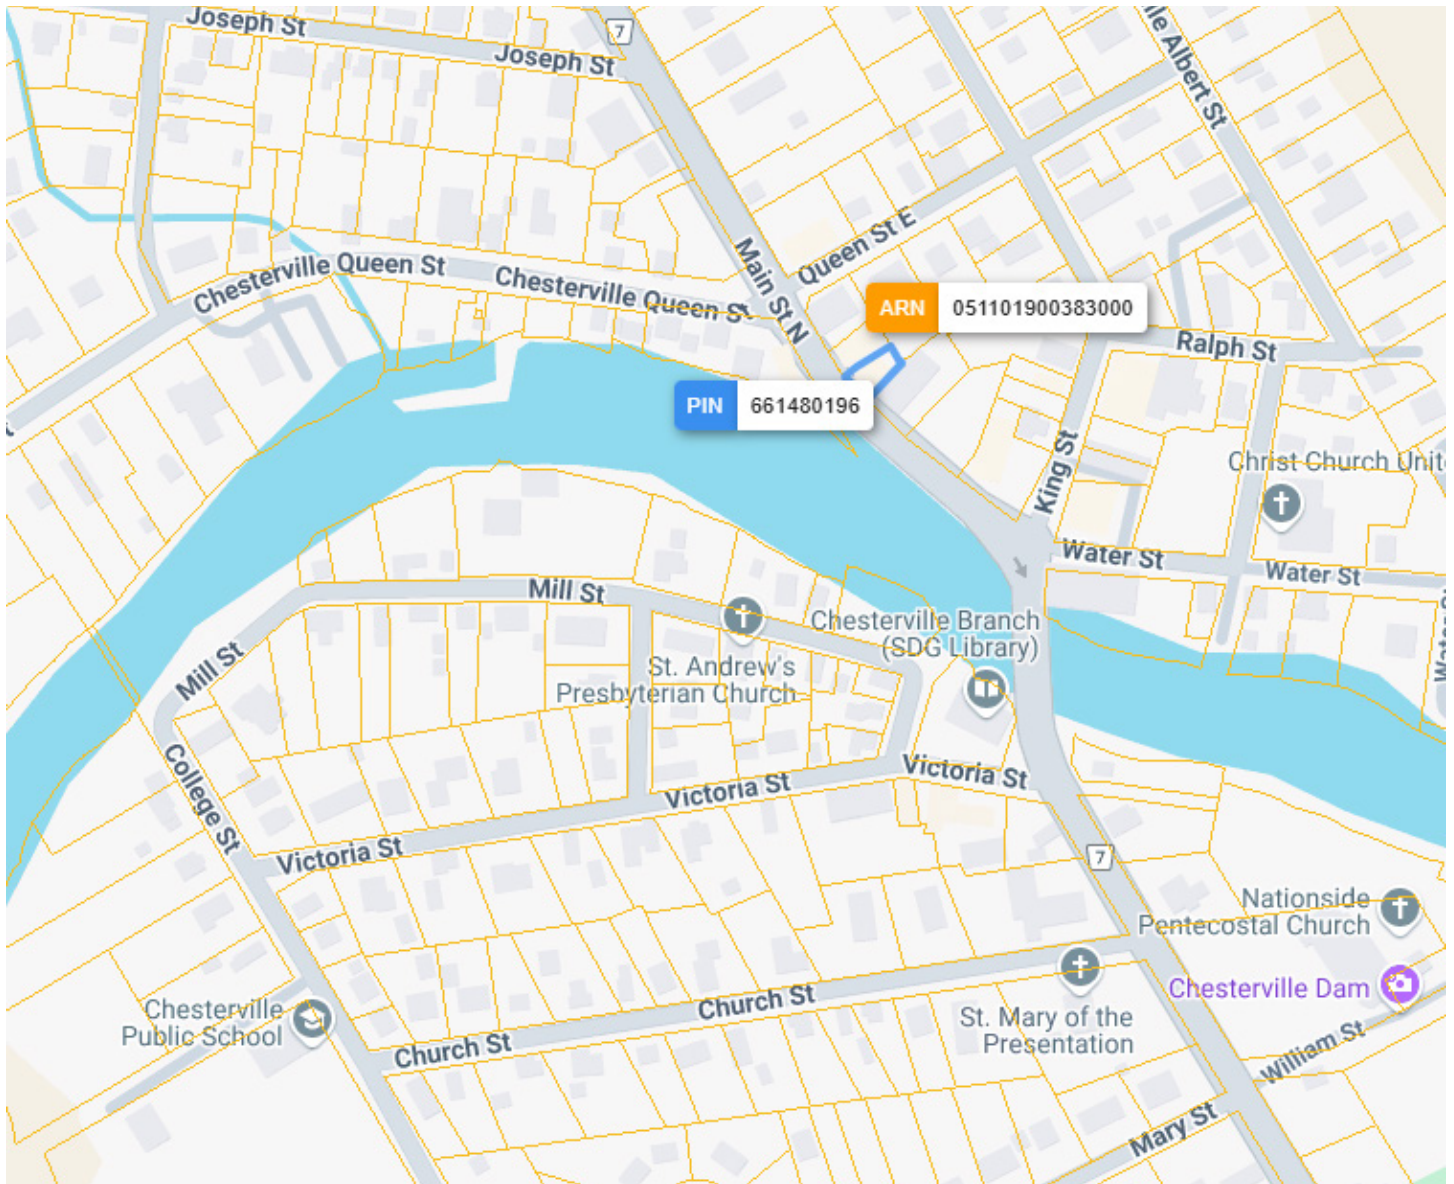 Joseph St
7
Joseph St
le Albert St
Queen St E
Main St N
Chesterville Queen St
Chesterville Queen St
ARN 051101900383000
Ralph St
PIN 661480196
King St
Christ Church Unite
Water St
Water St
Mill St
Chesterville Branch
(SDG Library)
Mill St
St. Andrew's
Presbyterian Church
College St
Victoria St
Victoria St
Victoria St
7
Nationside
Pentecostal Church
Chesterville Dam
Church St
Chesterville
Public School
St. Mary of the
Presentation
Church St
William St
Mary St